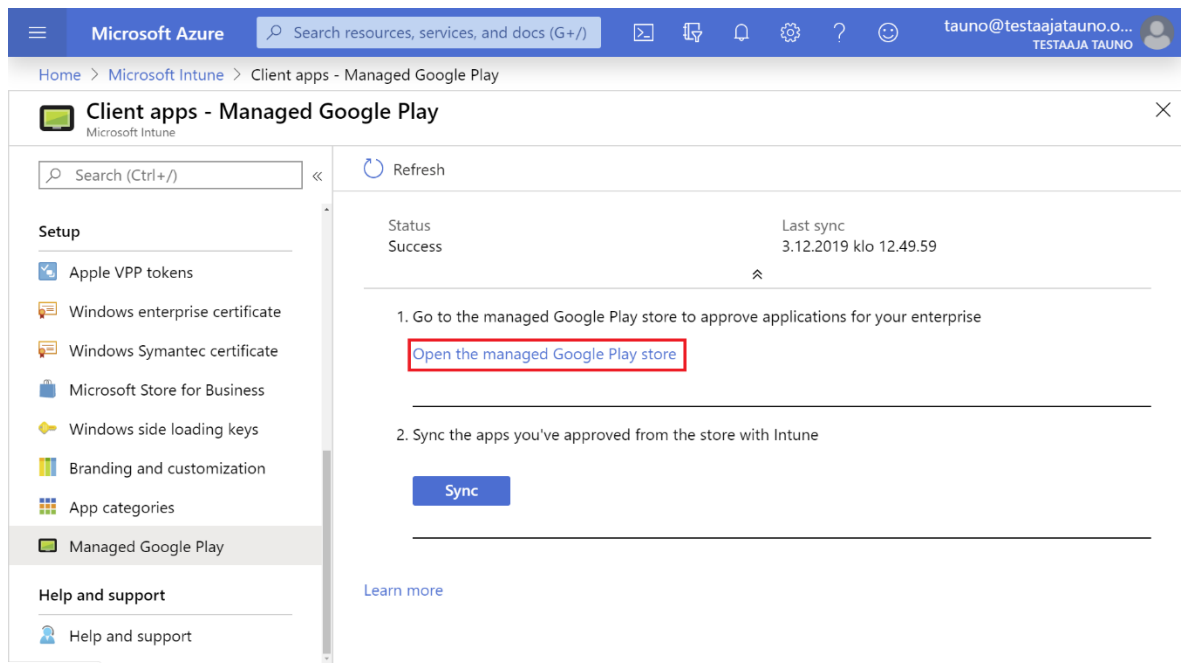 Microsoft Azure
Search resources, services, and docs (G+/)
tauno@testaajatauno.o...
TESTAAJA TAUNO
Home > Microsoft Intune > Client apps - Managed Google Play
Client apps - Managed Google Play
Microsoft Intune
Search (Ctrl+/)
«
Refresh
Setup
Apple VPP tokens
Windows enterprise certificate
Windows Symantec certificate
Microsoft Store for Business
Windows side loading keys
Branding and customization
App categories
Managed Google Play
Help and support
Help and support
Status
Success
Last sync
3.12.2019 klo 12.49.59
1. Go to the managed Google Play store to approve applications for your enterprise
Open the managed Google Play store
2. Sync the apps you've approved from the store with Intune
Sync
Learn more